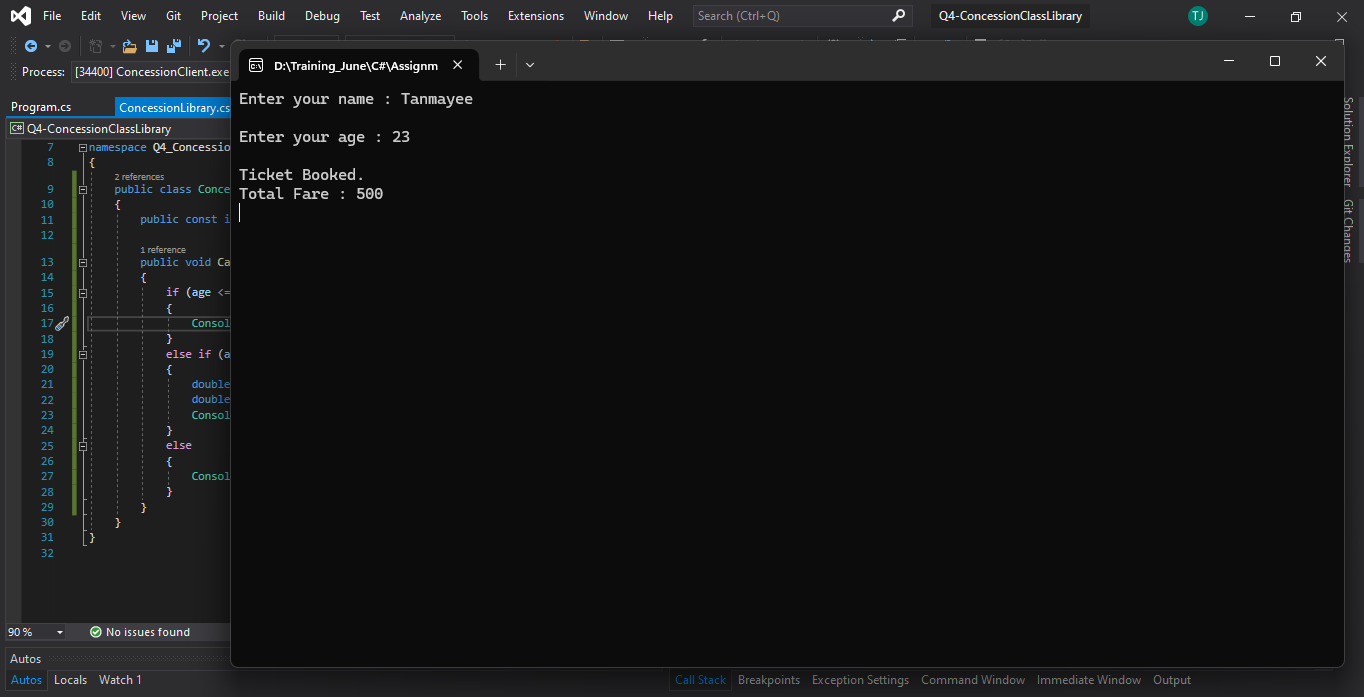 File Edit View Git Project Build Debug Test Analyze Tools Extensions Window Help Search (Ctrl+Q) Q4-ConcessionClassLibrary TJ
Process: [34400] ConcessionClient.exe
D:\Training_June\C#\Assignm
Program.cs ConcessionLibrary.cs
C# Q4-ConcessionClassLibrary
Enter your name : Tanmayee
Enter your age : 23
Ticket Booked.
Total Fare : 500
7 namespace Q4_Concession
8 {
2 references
9 public class Conce
10 {
11 public const i
12
1 reference
13 public void Ca
14 {
15 if (age <=
16 {
17 Consol
18 }
19 else if (a
20 {
21 double
22 double
23 Consol
24 }
25 else
26 {
27 Consol
28 }
29 }
30 }
31 }
32
Solution Explorer
Git Changes
90 % No issues found
Autos
Autos Locals Watch 1
Call Stack Breakpoints Exception Settings Command Window Immediate Window Output